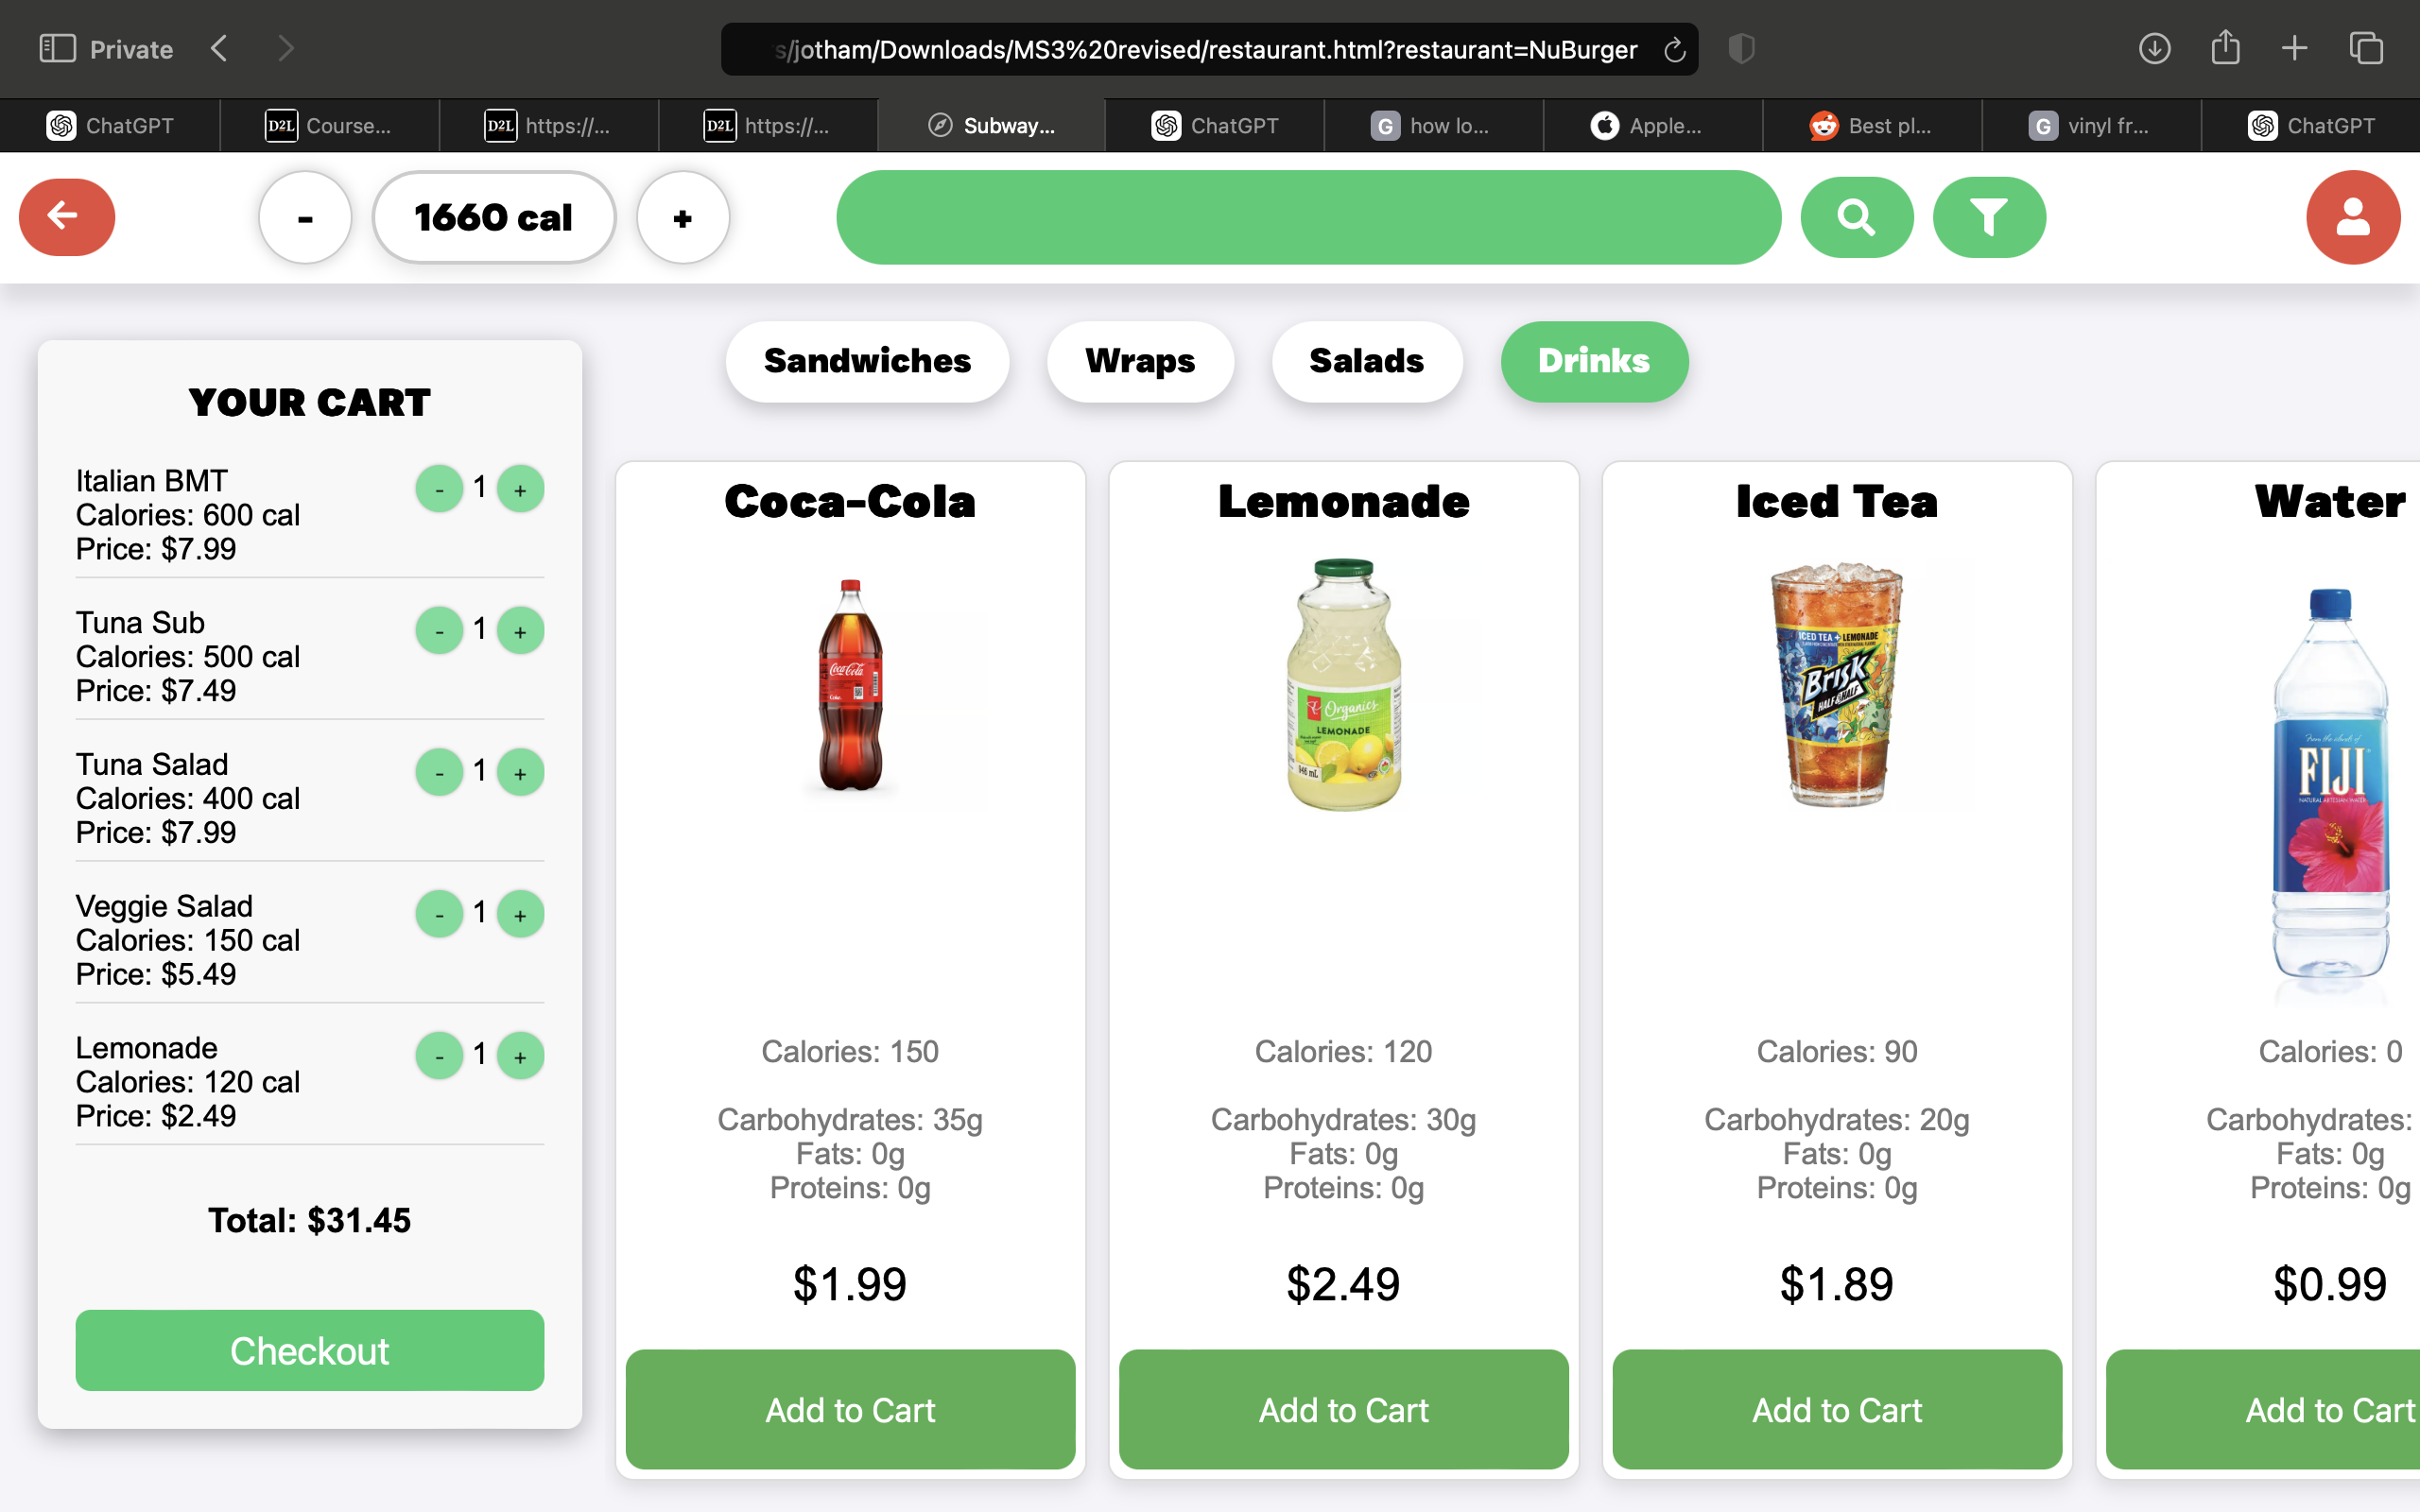 Private
s/jotham/Downloads/MS3%20revised/restaurant.html?restaurant=NuBurger
ChatGPT
D2L Course...
D2L https://...
D2L https://...
Subway...
ChatGPT
G how lo...
Apple...
Best pl...
G vinyl fr...
ChatGPT
- 1660 cal +
YOUR CART
Italian BMT
Calories: 600 cal
Price: $7.99
- 1 +
Tuna Sub
Calories: 500 cal
Price: $7.49
- 1 +
Tuna Salad
Calories: 400 cal
Price: $7.99
- 1 +
Veggie Salad
Calories: 150 cal
Price: $5.49
- 1 +
Lemonade
Calories: 120 cal
Price: $2.49
- 1 +
Total: $31.45
Checkout
Sandwiches
Wraps
Salads
Drinks
Coca-Cola
Coca-Cola
Calories: 150
Carbohydrates: 35g
Fats: 0g
Proteins: 0g
$1.99
Add to Cart
Lemonade
Organics
LEMONADE
946 mL
Calories: 120
Carbohydrates: 30g
Fats: 0g
Proteins: 0g
$2.49
Add to Cart
Iced Tea
ICED TEA + LEMONADE
Brisk
HALF & HALF
Calories: 90
Carbohydrates: 20g
Fats: 0g
Proteins: 0g
$1.89
Add to Cart
Water
FIJI
NATURAL ARTESIAN WATER
Calories: 0
Carbohydrates:
Fats: 0g
Proteins: 0g
$0.99
Add to Cart